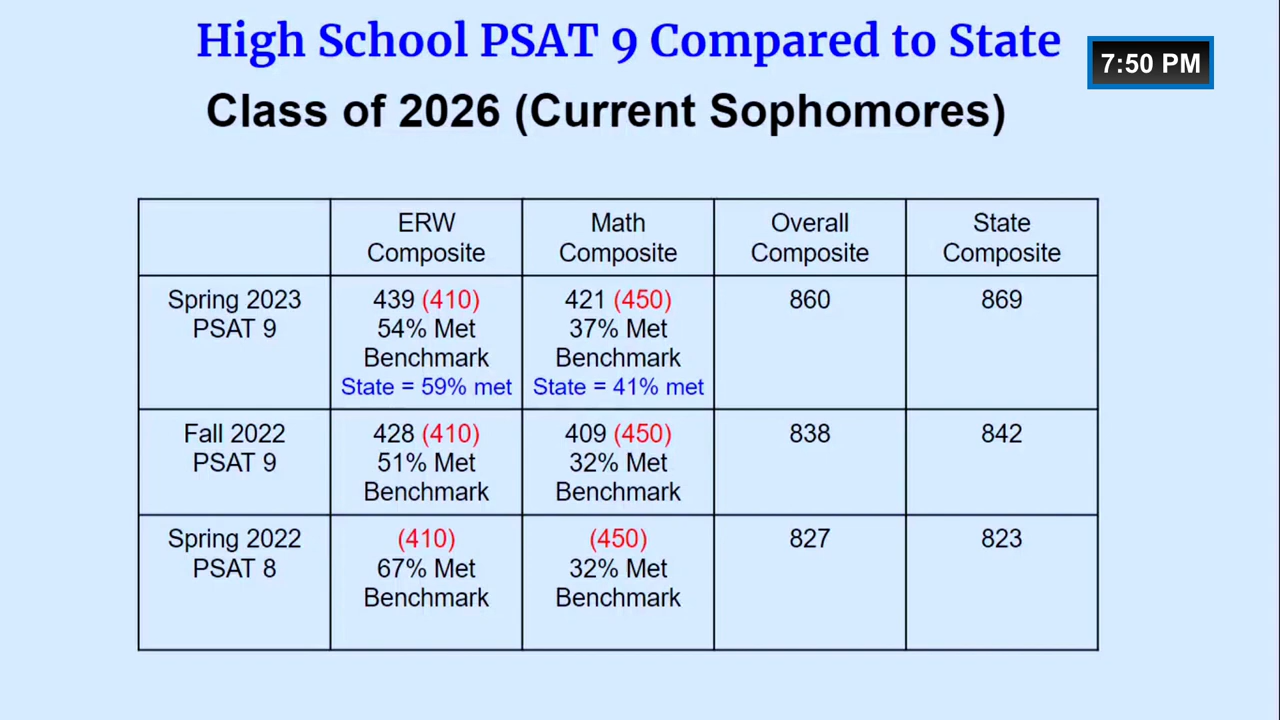 High School PSAT 9 Compared to State
7:50 PM
Class of 2026 (Current Sophomores)
ERW Composite
Math Composite
Overall Composite
State Composite
Spring 2023 PSAT 9
439 (410)
54% Met
Benchmark
State = 59% met
421 (450)
37% Met
Benchmark
State = 41% met
860
869
Fall 2022 PSAT 9
428 (410)
51% Met
Benchmark
409 (450)
32% Met
Benchmark
838
842
Spring 2022 PSAT 8
(410)
67% Met
Benchmark
(450)
32% Met
Benchmark
827
823